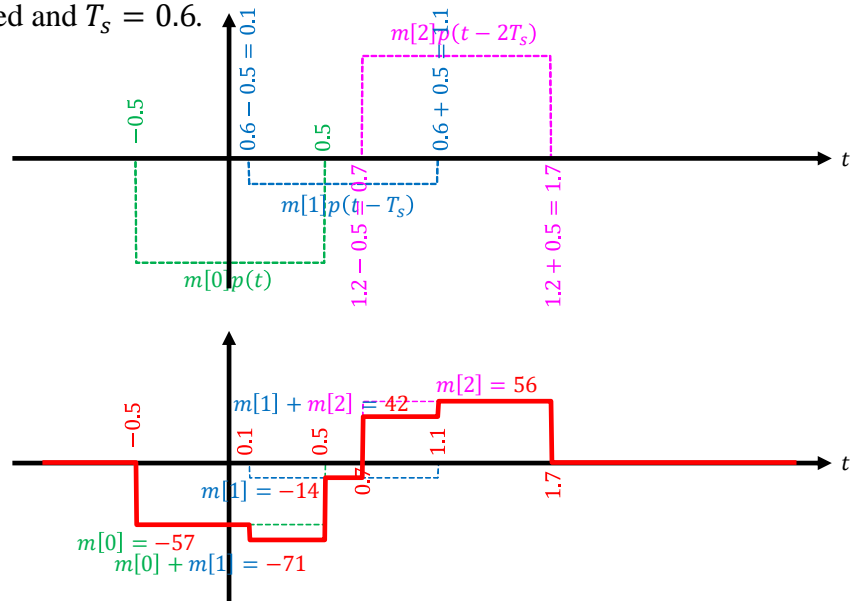 ed and T_s = 0.6.
m[2]p(t − 2T_s)
−0.5
0.6 − 0.5 = 0.1
0.5
0.6 + 0.5 = 1.1
t
m[1]p(t − T_s)
1.2 − 0.5 = 0.7
1.2 + 0.5 = 1.7
m[0]p(t)
m[2] = 56
m[1] + m[2] = 42
−0.5
0.1
0.5
1.1
t
0.7
1.7
m[1] = −14
m[0] = −57
m[0] + m[1] = −71